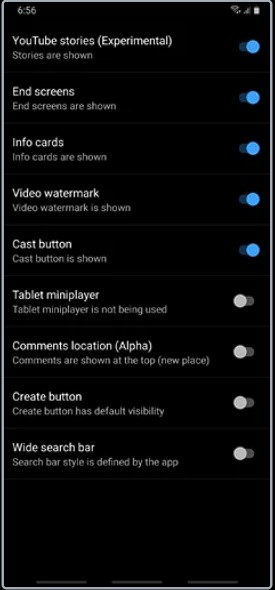 6:56
YouTube stories (Experimental)
Stories are shown
End screens
End screens are shown
Info cards
Info cards are shown
Video watermark
Video watermark is shown
Cast button
Cast button is shown
Tablet miniplayer
Tablet miniplayer is not being used
Comments location (Alpha)
Comments are shown at the top (new place)
Create button
Create button has default visibility
Wide search bar
Search bar style is defined by the app